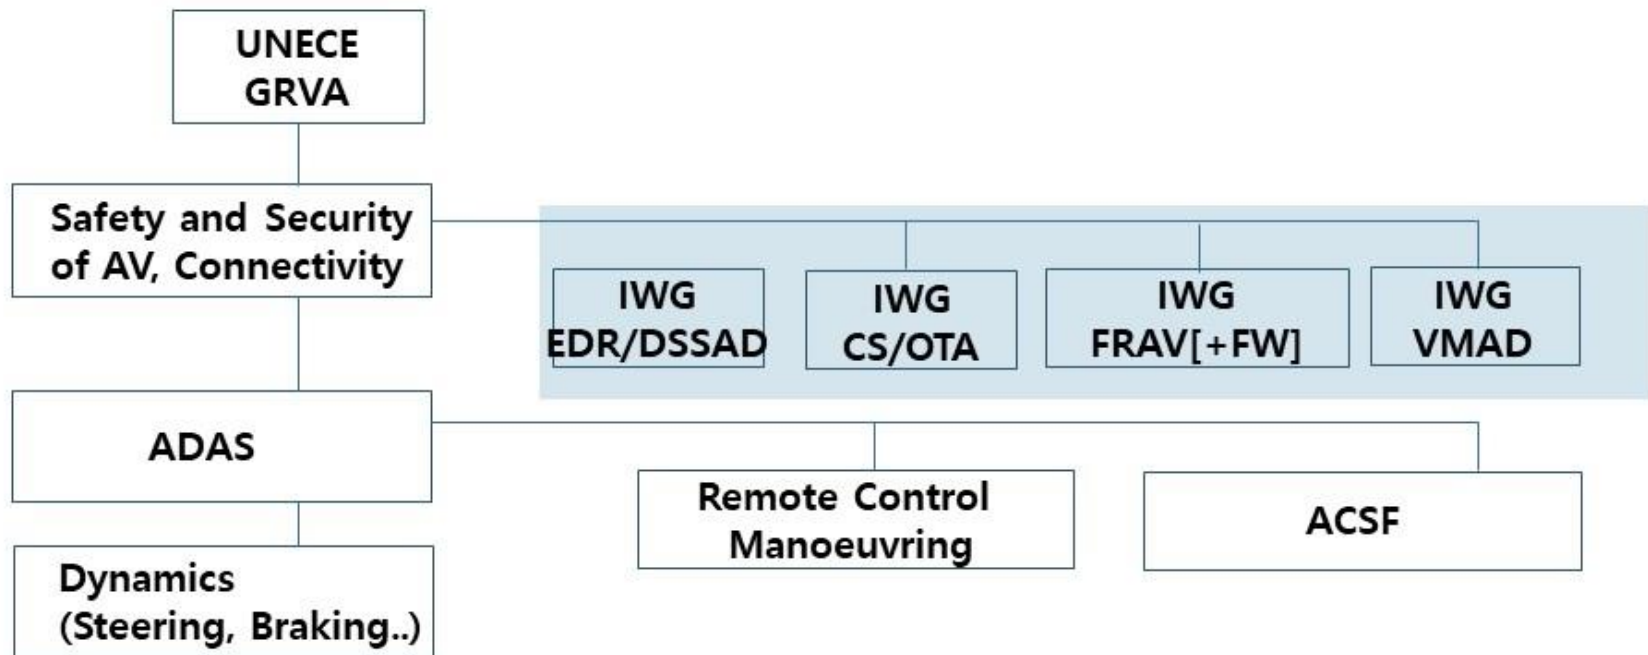 UNECE
GRVA
Safety and Security
of AV, Connectivity
IWG
EDR/DSSAD
IWG
CS/OTA
IWG
FRAV[+FW]
IWG
VMAD
ADAS
Remote Control
Manoeuvring
ACSF
Dynamics
(Steering, Braking..)